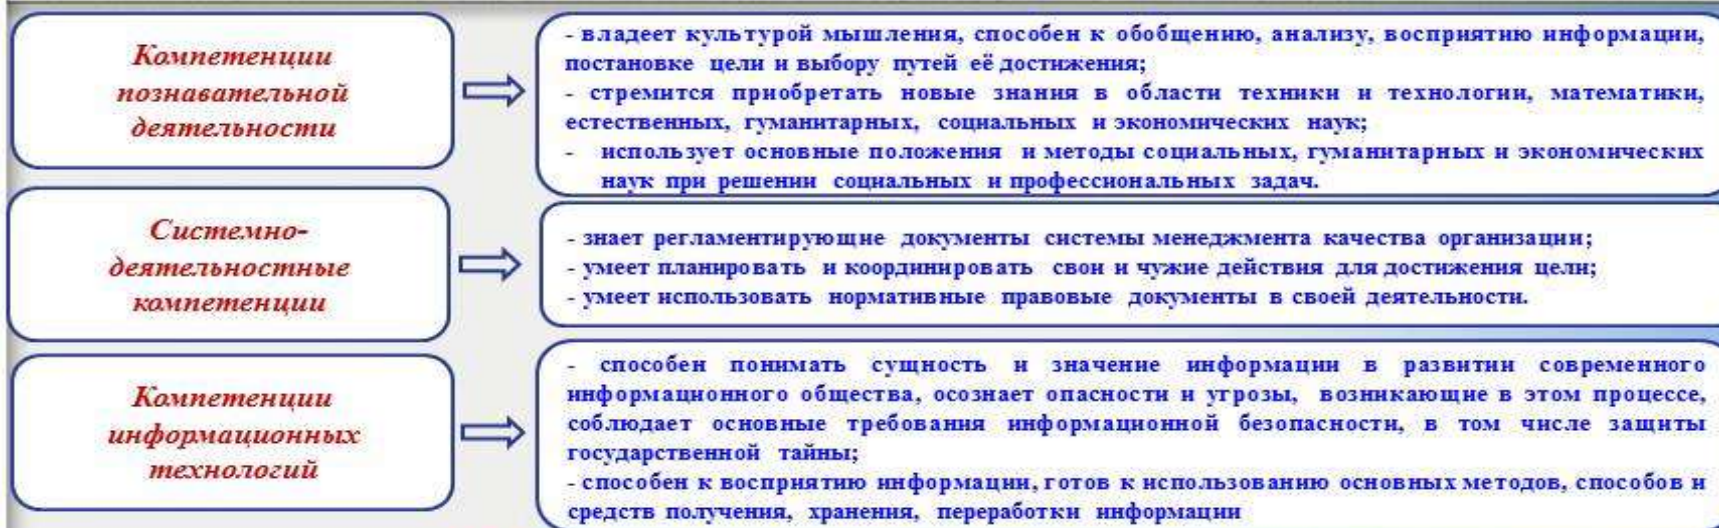 Компетенции
познавательной
деятельности
- владеет культурой мышления, способен к обобщению, анализу, восприятию информации,
постановке цели и выбору путей её достижения;
- стремится приобретать новые знания в области техники и технологии, математики,
естественных, гуманитарных, социальных и экономических наук;
- использует основные положения и методы социальных, гуманитарных и экономических
наук при решении социальных и профессиональных задач.
Системно-
деятельностные
компетенции
- знает регламентирующие документы системы менеджмента качества организации;
- умеет планировать и координировать свои и чужие действия для достижения цели;
- умеет использовать нормативные правовые документы в своей деятельности.
Компетенции
информационных
технологий
- способен понимать сущность и значение информации в развитии современного
информационного общества, осознает опасности и угрозы, возникающие в этом процессе,
соблюдает основные требования информационной безопасности, в том числе защиты
государственной тайны;
- способен к восприятию информации, готов к использованию основных методов, способов и
средств получения, хранения, переработки информации